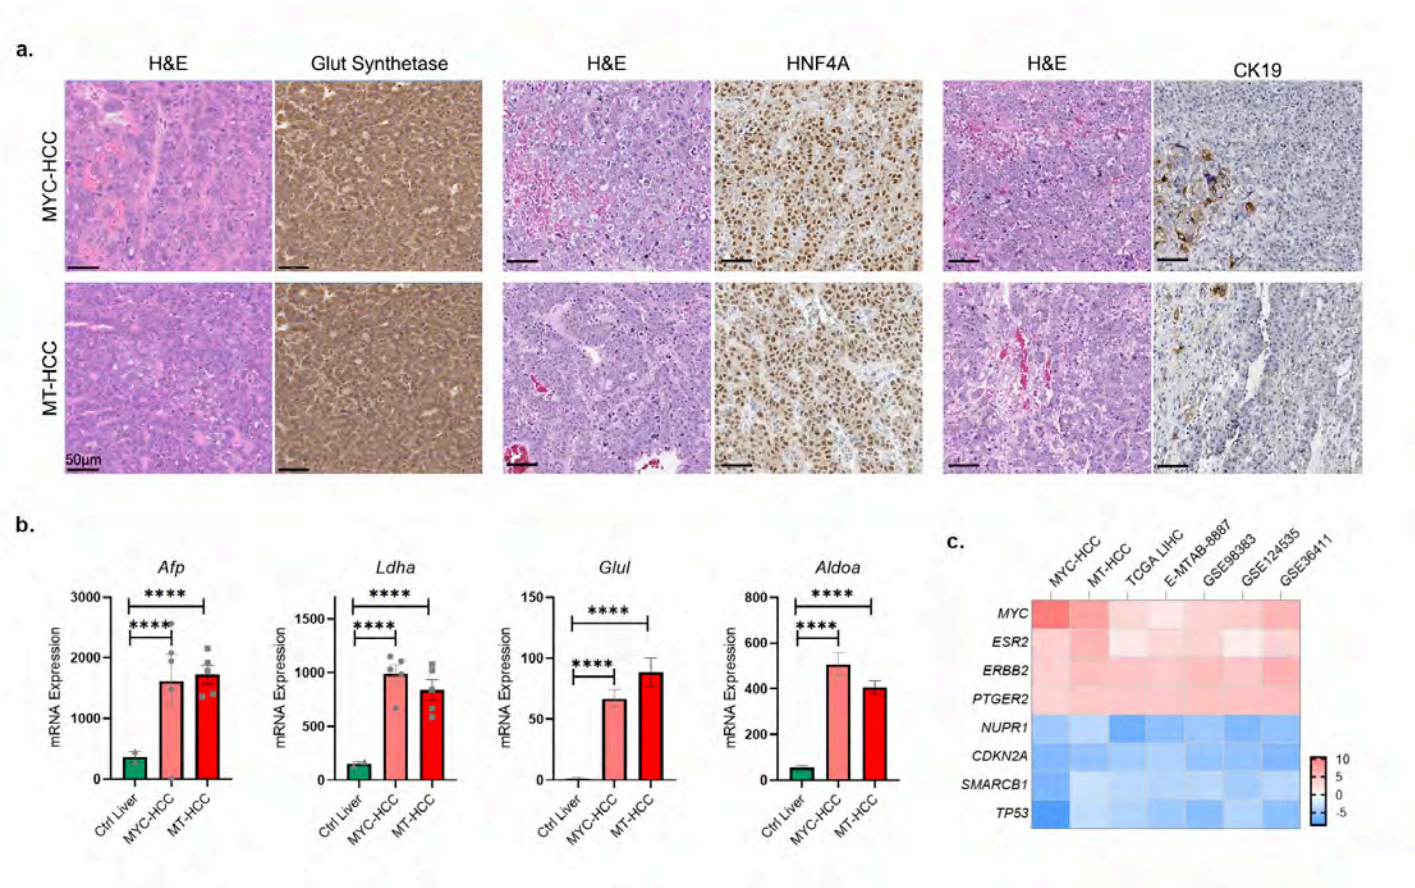 a.
H&E Glut Synthetase H&E HNF4A H&E CK19
MYC-HCC
MT-HCC
50μm
b.
Afp
mRNA Expression
3000
2000
1000
0
****
****
Ctrl Liver
MYC-HCC
MT-HCC
Ldha
mRNA Expression
1500
1000
500
0
****
****
Ctrl Liver
MYC-HCC
MT-HCC
Glul
mRNA Expression
150
100
50
0
****
****
Ctrl Liver
MYC-HCC
MT-HCC
Aldoa
mRNA Expression
800
600
400
200
0
****
****
Ctrl Liver
MYC-HCC
MT-HCC
c.
MYC-HCC
MT-HCC
TCGA LIHC
E-MTAB-8887
GSE98383
GSE124535
GSE36411
MYC
ESR2
ERBB2
PTGER2
NUPR1
CDKN2A
SMARCB1
TP53
10
5
0
-5